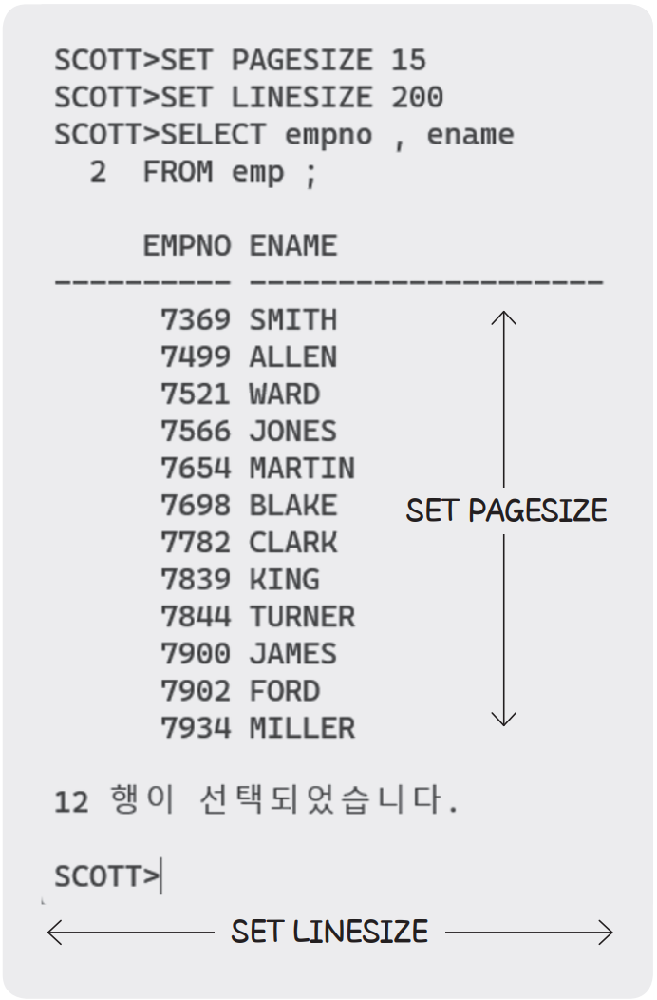 SCOTT>SET PAGESIZE 15
SCOTT>SET LINESIZE 200
SCOTT>SELECT empno , ename
  2  FROM emp ;
     EMPNO ENAME
---------- --------------------
      7369 SMITH
      7499 ALLEN
      7521 WARD
      7566 JONES
      7654 MARTIN
      7698 BLAKE
      7782 CLARK
      7839 KING
      7844 TURNER
      7900 JAMES
      7902 FORD
      7934 MILLER
SET PAGESIZE
12 행이 선택되었습니다.
SCOTT>
SET LINESIZE